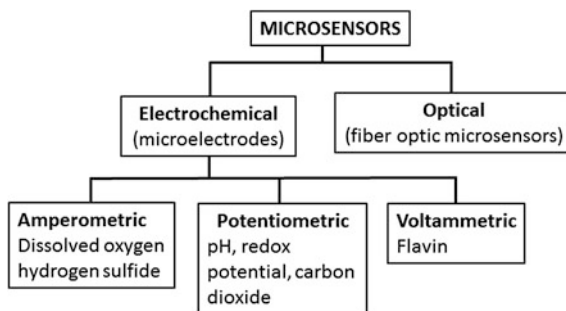 MICROSENSORS
Electrochemical
(microelectrodes)
Optical
(fiber optic microsensors)
Amperometric
Dissolved oxygen
hydrogen sulfide
Potentiometric
pH, redox
potential, carbon
dioxide
Voltammetric
Flavin